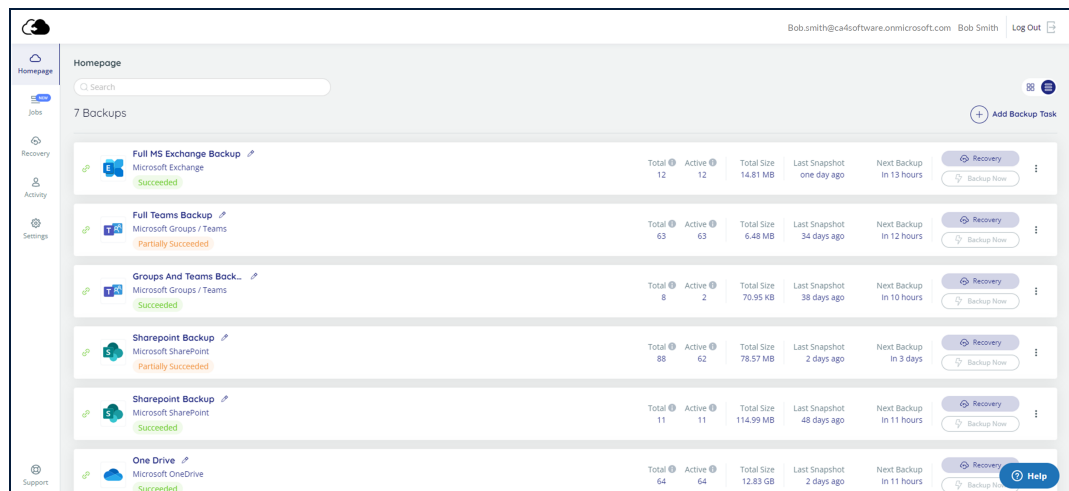 Bob.smith@ca4software.onmicrosoft.com Bob Smith Log Out
Homepage
NEW
Jobs
Recovery
Activity
Settings
Support
Homepage
Search
7 Backups
Add Backup Task
Full MS Exchange Backup
Microsoft Exchange
Succeeded
Total Active Total Size Last Snapshot Next Backup
12 12 14.81 MB one day ago In 13 hours
Recovery
Backup Now
Full Teams Backup
Microsoft Groups / Teams
Partially Succeeded
Total Active Total Size Last Snapshot Next Backup
63 63 6.48 MB 34 days ago In 12 hours
Recovery
Backup Now
Groups And Teams Back...
Microsoft Groups / Teams
Succeeded
Total Active Total Size Last Snapshot Next Backup
8 2 70.95 KB 38 days ago In 10 hours
Recovery
Backup Now
Sharepoint Backup
Microsoft SharePoint
Partially Succeeded
Total Active Total Size Last Snapshot Next Backup
88 62 78.57 MB 2 days ago In 3 days
Recovery
Backup Now
Sharepoint Backup
Microsoft SharePoint
Succeeded
Total Active Total Size Last Snapshot Next Backup
11 11 114.99 MB 48 days ago In 11 hours
Recovery
Backup Now
One Drive
Microsoft OneDrive
Succeeded
Total Active Total Size Last Snapshot Next Backup
64 64 12.83 GB 2 days ago In 11 hours
Recovery
Backup Now
Help